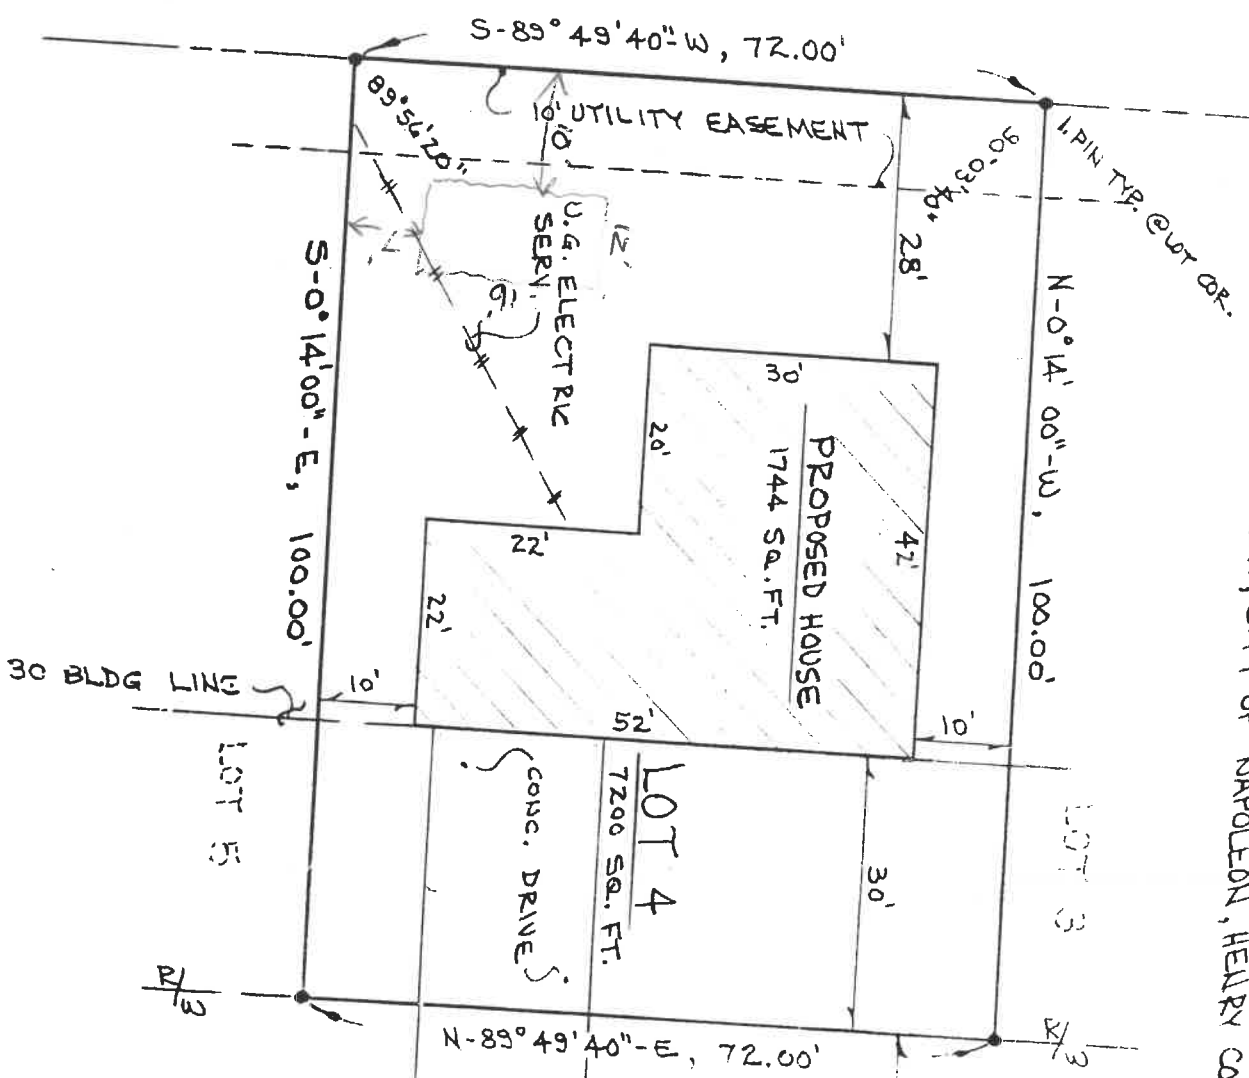 S-89°49'40"-W, 72.00'
89°56'20"
10' UTILITY EASEMENT
10'
90°-03'-40"
I. PIN TYP. @ LOT COR.
28'
12'
U.G. ELECTRIC
SERV.
7'
9'
S-0°14'00"-E, 100.00'
N-0°14'00"-W, 100.00'
30'
20'
PROPOSED HOUSE
1744 SQ. FT.
42'
22'
22'
30 BLDG LINE
10'
52'
10'
LOT 5
CONC. DRIVE
LOT 4
7200 SQ. FT.
30'
LOT 3
OF NAPOLEON, HENRY CO
R/W
R/W
N-89°49'40"-E, 72.00'